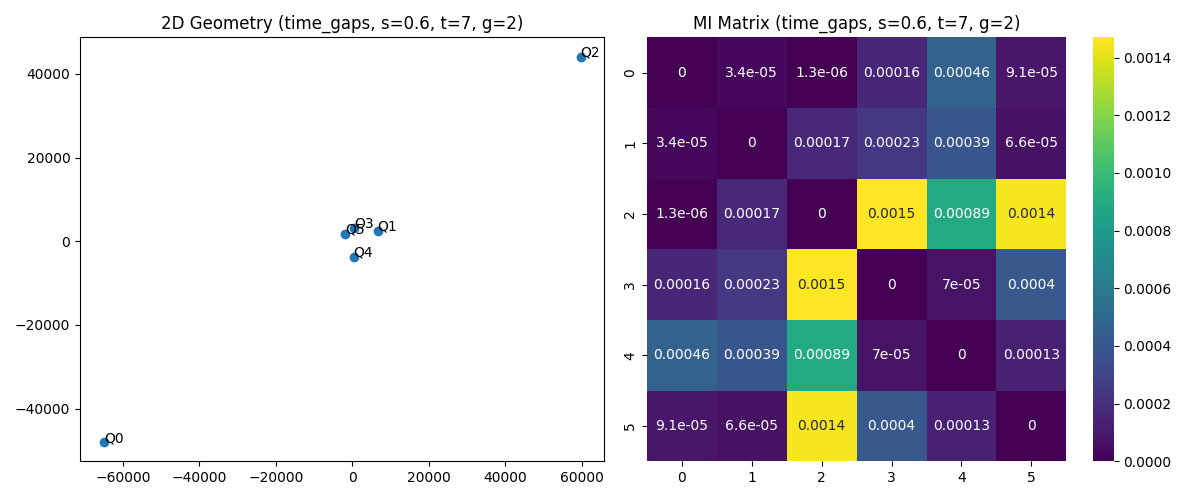 2D Geometry (time_gaps, s=0.6, t=7, g=2)
40000
20000
0
−20000
−40000
−60000 −40000 −20000 0 20000 40000 60000
Q2
Q3
Q5
Q1
Q4
Q0
MI Matrix (time_gaps, s=0.6, t=7, g=2)
0 0 3.4e-05 1.3e-06 0.00016 0.00046 9.1e-05
1 3.4e-05 0 0.00017 0.00023 0.00039 6.6e-05
2 1.3e-06 0.00017 0 0.0015 0.00089 0.0014
3 0.00016 0.00023 0.0015 0 7e-05 0.0004
4 0.00046 0.00039 0.00089 7e-05 0 0.00013
5 9.1e-05 6.6e-05 0.0014 0.0004 0.00013 0
0 1 2 3 4 5
0.0014
0.0012
0.0010
0.0008
0.0006
0.0004
0.0002
0.0000